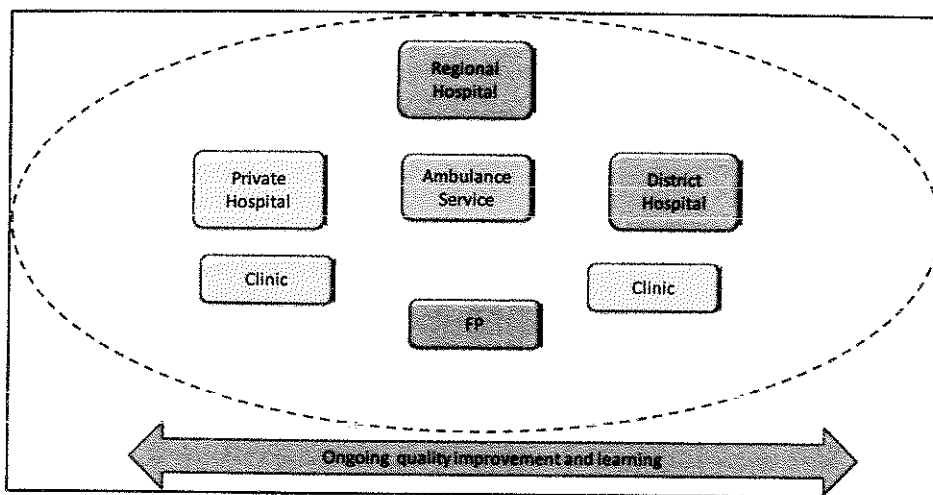 Regional
Hospital
Private
Hospital
Ambulance
Service
District
Hospital
Clinic
Clinic
FP
Ongoing quality improvement and learning